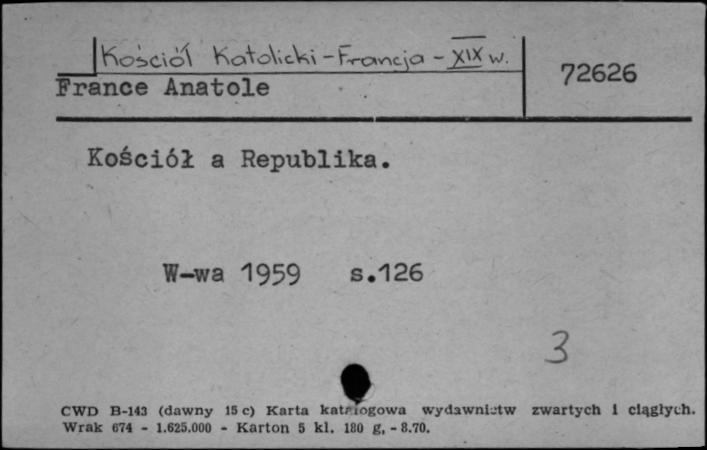 Kościół Katolicki - Francja - XIX w.
72626
France Anatole
Kościół a Republika.
W-wa 1959 s.126
3
CWD B-143 (dawny 15 c) Karta katalogowa wydawnictw zwartych i ciągłych.
Wrak 674 - 1.625.000 - Karton 5 kl. 180 g, - 8.70.